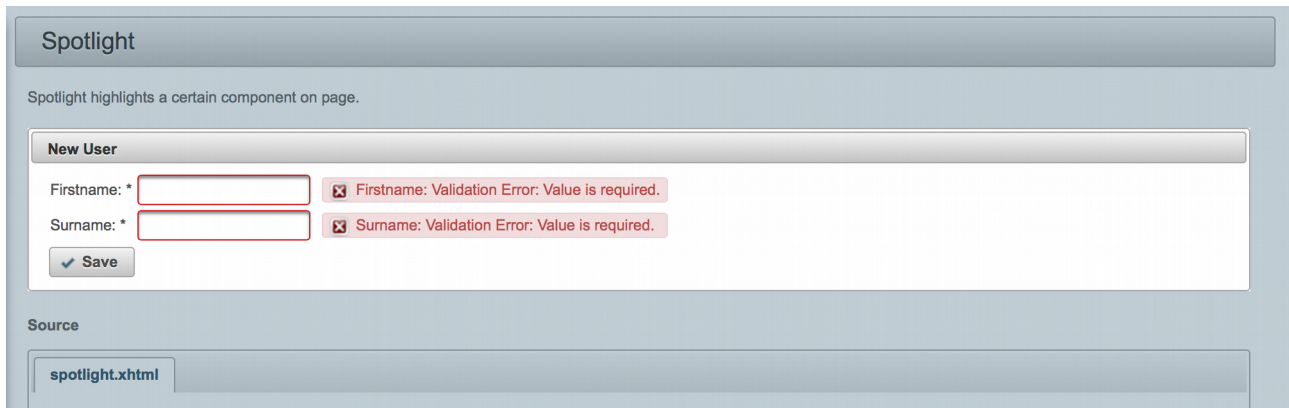 Spotlight
Spotlight highlights a certain component on page.
New User
Firstname: * Firstname: Validation Error: Value is required.
Surname: * Surname: Validation Error: Value is required.
Save
Source
spotlight.xhtml